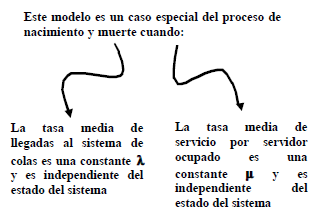 Este modelo es un caso especial del proceso de
nacimiento y muerte cuando:
La tasa media de
llegadas al sistema de
colas es una constante λ
y es independiente del
estado del sistema
La tasa media de
servicio por servidor
ocupado es una
constante μ y es
independiente del
estado del sistema